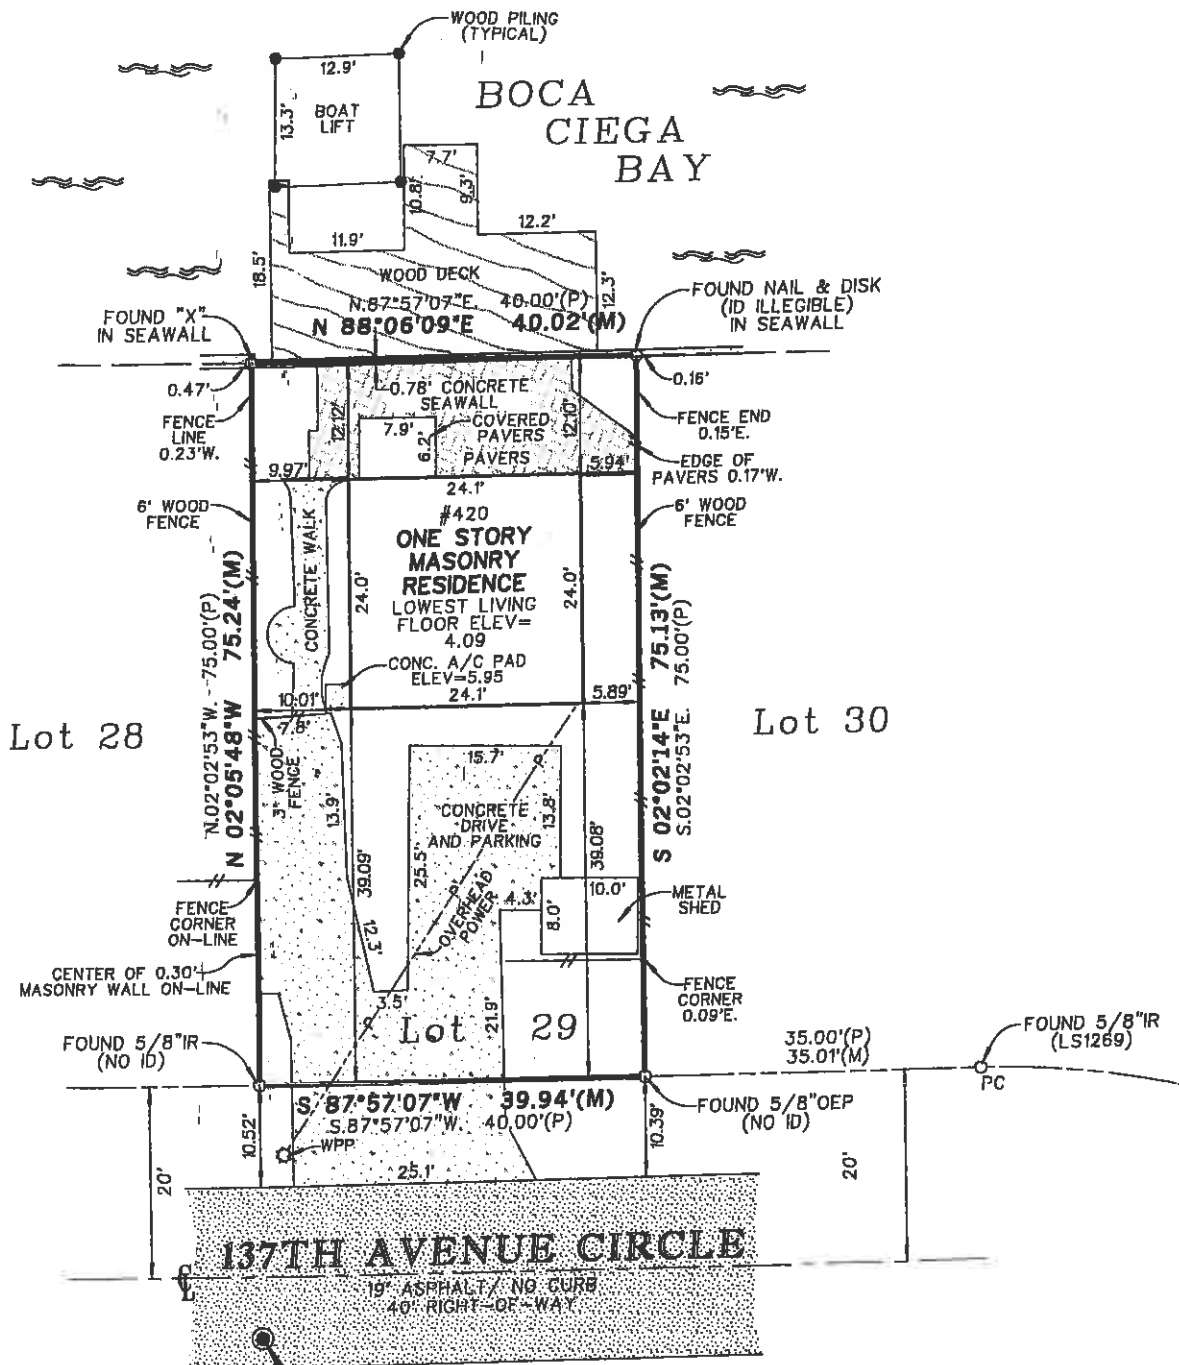 WOOD PILING
(TYPICAL)
12.9'
13.3'
BOAT
LIFT
BOCA
CIEGA
BAY
7.7'
10.8'
9.3'
12.2'
11.9'
18.5'
WOOD DECK
12.3'
N.87°57'07"E. 40.00'(P)
N 88°06'09"E 40.02'(M)
FOUND "X"
IN SEAWALL
FOUND NAIL & DISK
(ID ILLEGIBLE)
IN SEAWALL
0.47'
0.16'
0.78' CONCRETE
SEAWALL
FENCE
LINE
0.23'W.
12.12'
7.9'
6.2'
COVERED
PAVERS
PAVERS
12.10'
FENCE END
0.15'E.
EDGE OF
PAVERS 0.17'W.
9.97'
5.94'
24.1'
6' WOOD
FENCE
6' WOOD
FENCE
#420
ONE STORY
MASONRY
RESIDENCE
LOWEST LIVING
FLOOR ELEV=
4.09
CONCRETE WALK
24.0'
24.0'
N.02°02'53"W. 75.00'(P)
N 02°05'48"W 75.24'(M)
S 02°02'14"E 75.13'(M)
S.02°02'53"E. 75.00'(P)
CONC. A/C PAD
ELEV=5.95
24.1'
10.01'
5.89'
7.8'
Lot 28
Lot 30
3' WOOD
FENCE
13.9'
15.7'
CONCRETE
DRIVE
AND PARKING
13.8'
39.09'
25.5'
39.08'
OVERHEAD
POWER
P
P
P
4.3'
10.0'
8.0'
METAL
SHED
FENCE
CORNER
ON-LINE
12.3'
CENTER OF 0.30'
MASONRY WALL ON-LINE
FENCE
CORNER
0.09'E.
3.5'
21.9'
Lot 29
FOUND 5/8"IR
(NO ID)
35.00'(P)
35.01'(M)
FOUND 5/8"IR
(LS1269)
PC
S 87°57'07"W 39.94'(M)
S.87°57'07"W. 40.00'(P)
FOUND 5/8"OEP
(NO ID)
10.52'
10.39'
WPP
25.1'
20'
20'
137TH AVENUE CIRCLE
19' ASPHALT/ NO CURB
40' RIGHT-OF-WAY